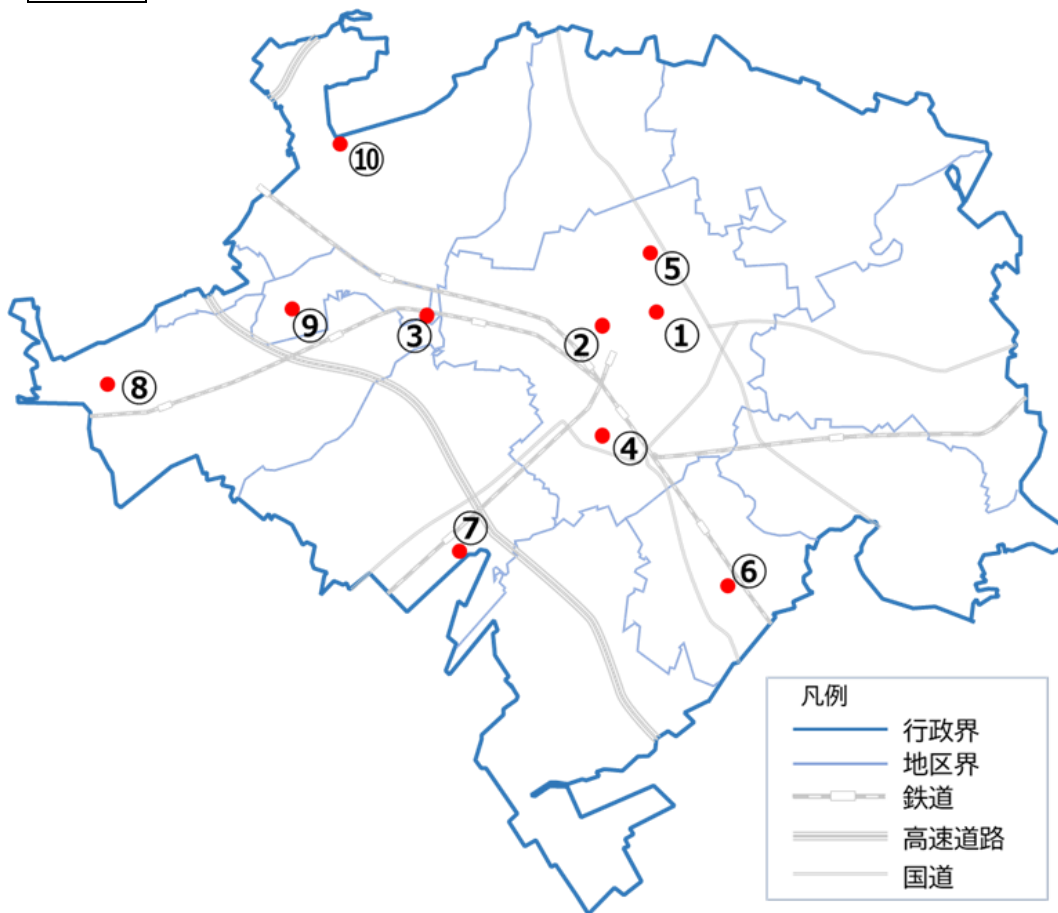 ⑩
⑤
⑨
③
②
①
⑧
④
⑦
⑥
凡例
行政界
地区界
鉄道
高速道路
国道